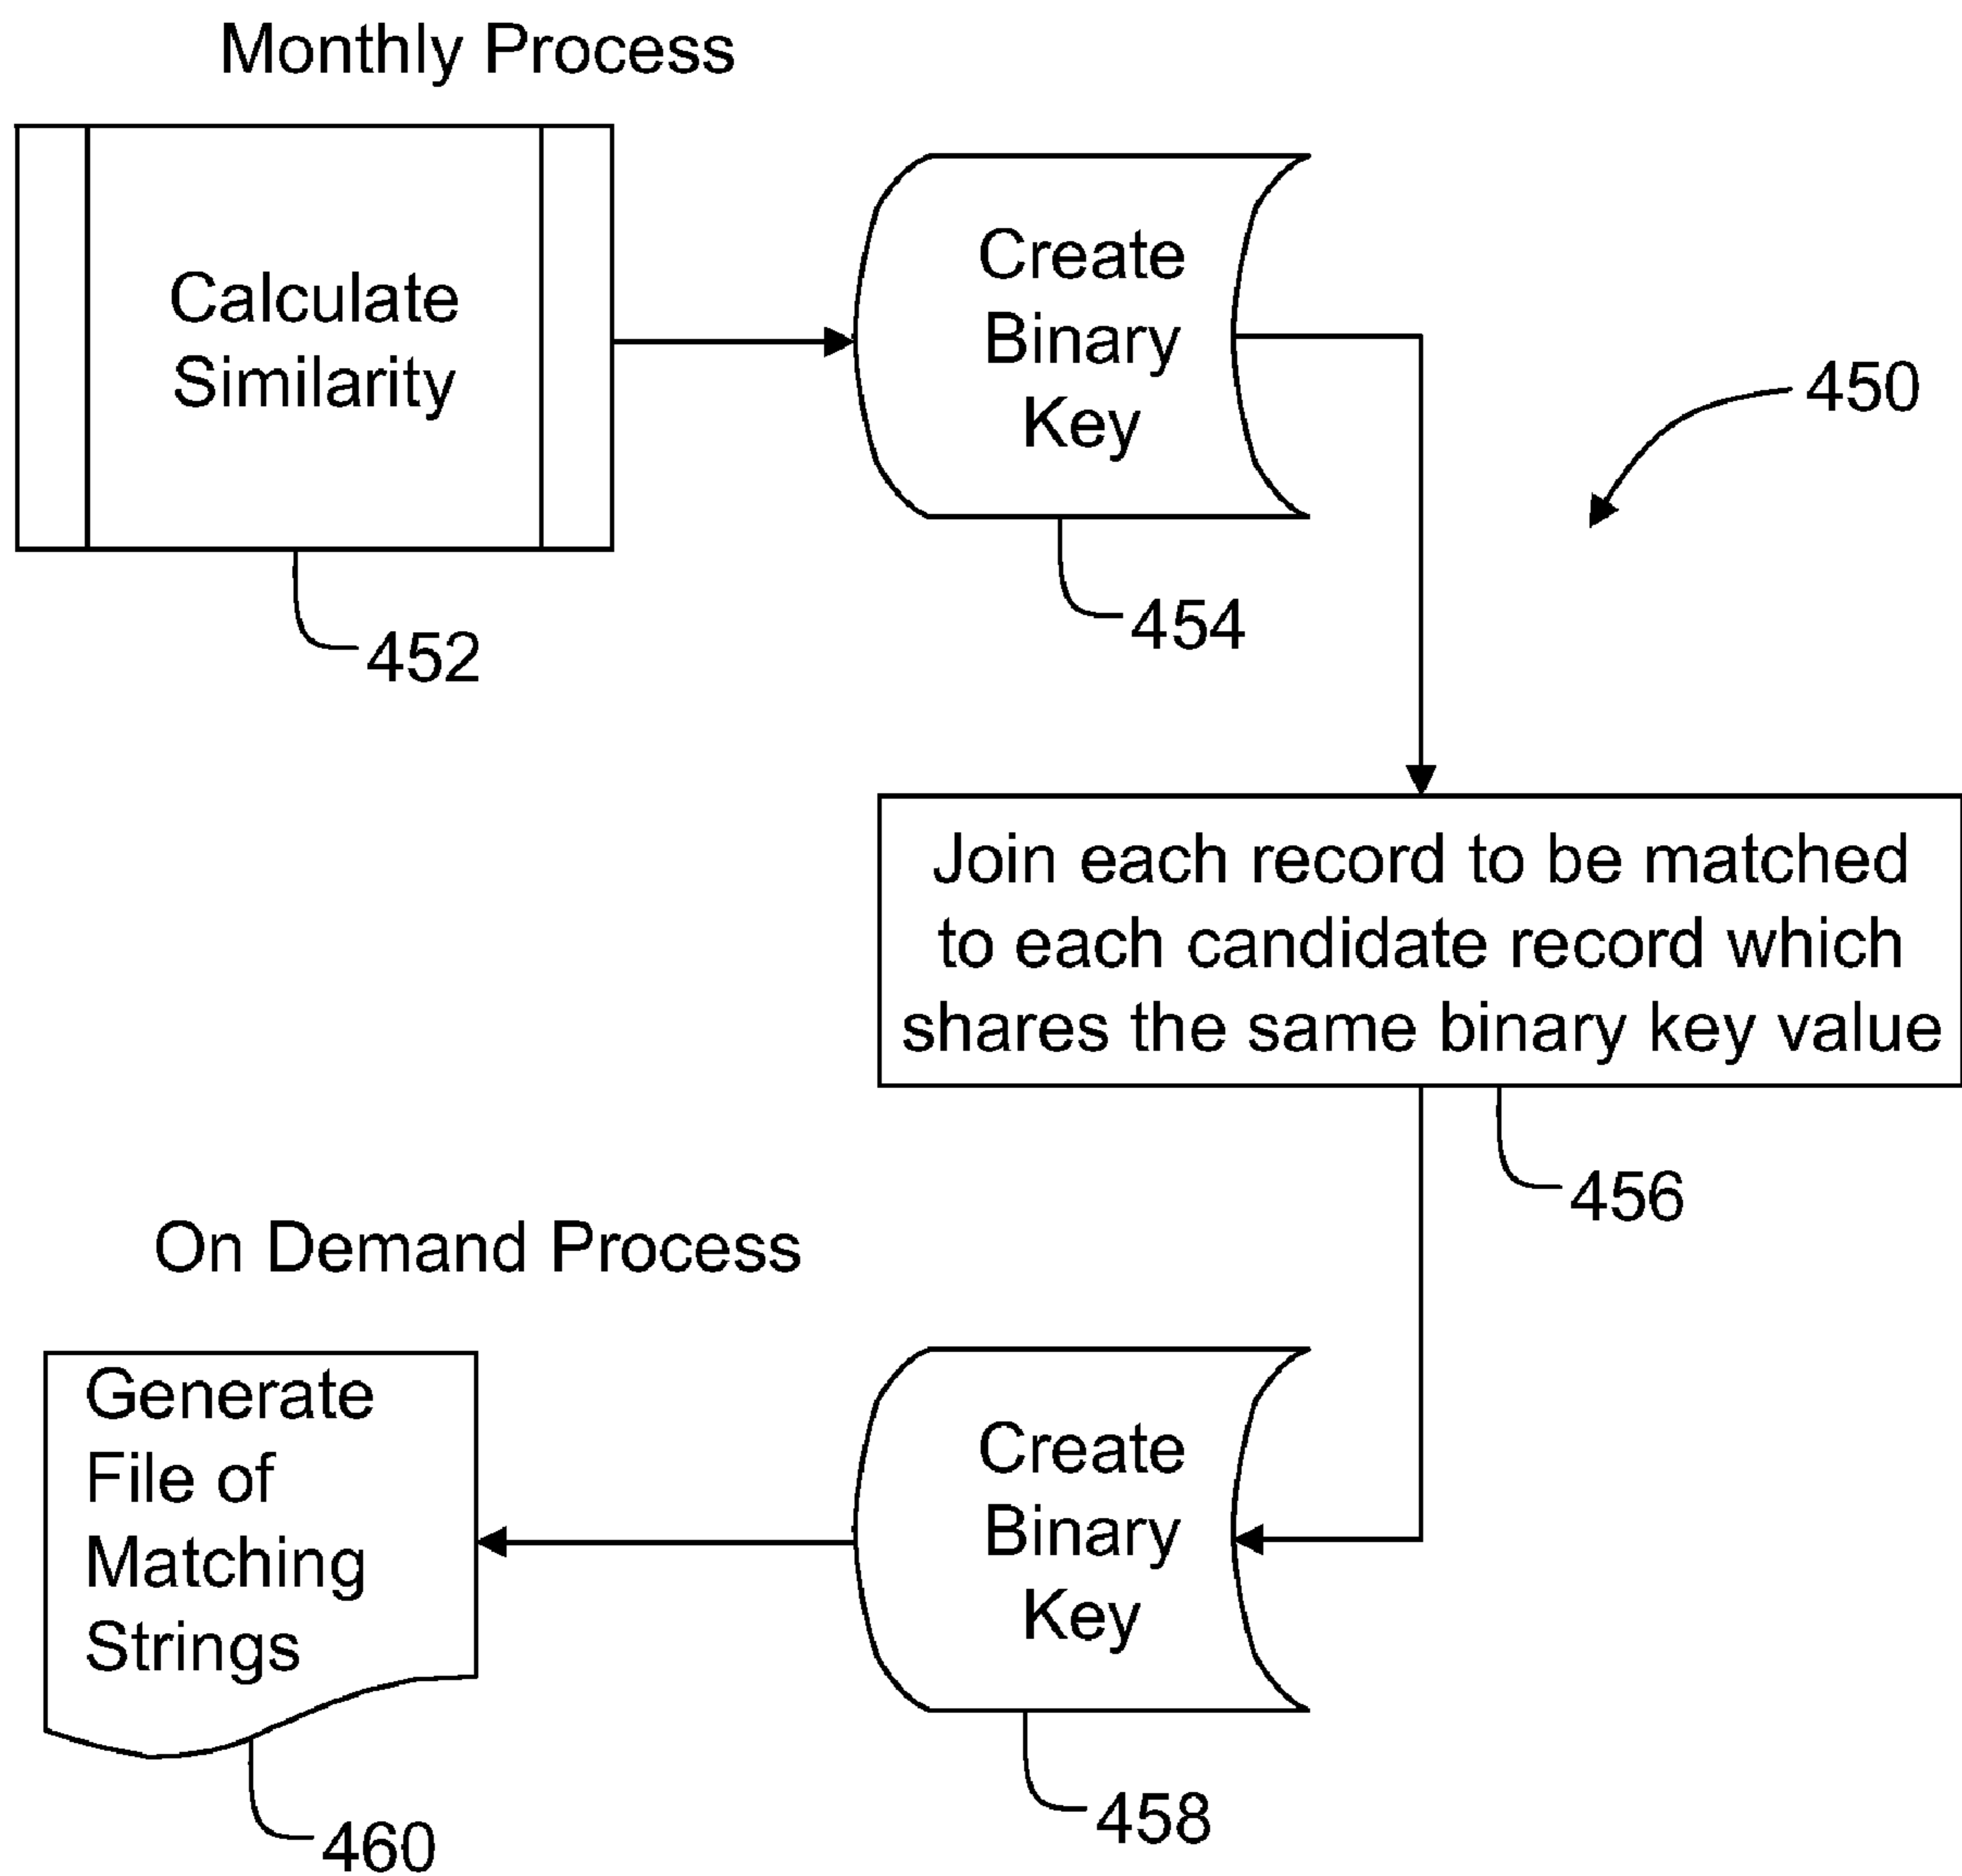 Monthly Process
Calculate
Similarity
452
Create
Binary
Key
454
450
Join each record to be matched
to each candidate record which
shares the same binary key value
456
On Demand Process
Create
Binary
Key
458
Generate
File of
Matching
Strings
460